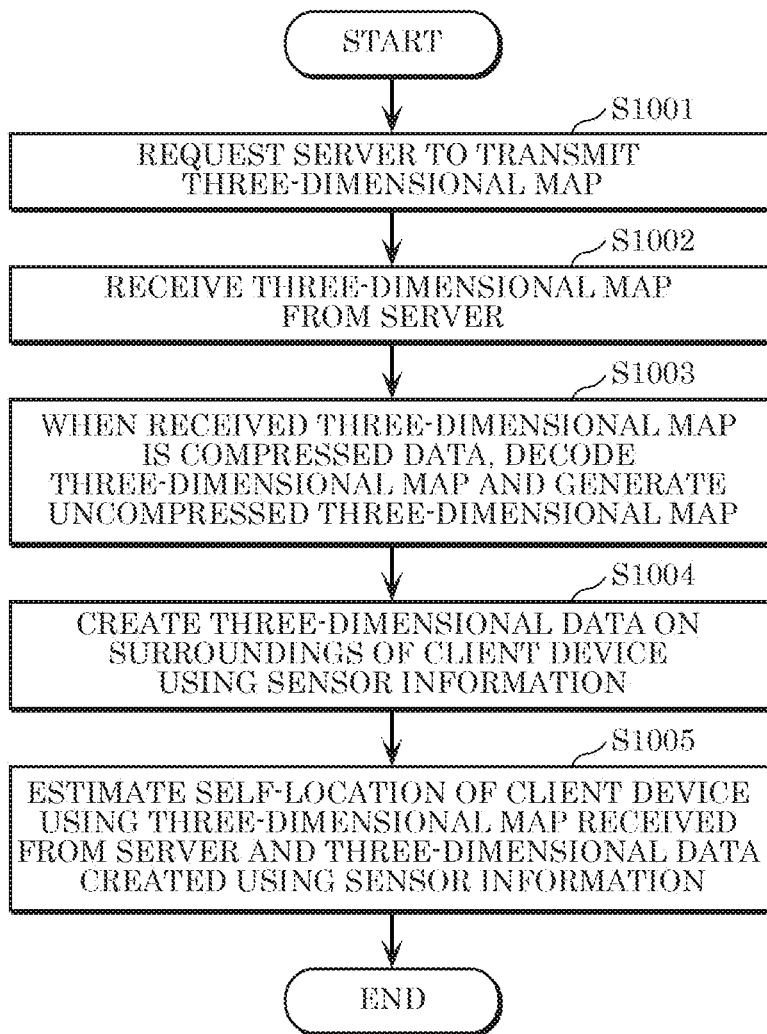 START
S1001
REQUEST SERVER TO TRANSMIT
THREE-DIMENSIONAL MAP
S1002
RECEIVE THREE-DIMENSIONAL MAP
FROM SERVER
S1003
WHEN RECEIVED THREE-DIMENSIONAL MAP
IS COMPRESSED DATA, DECODE
THREE-DIMENSIONAL MAP AND GENERATE
UNCOMPRESSED THREE-DIMENSIONAL MAP
S1004
CREATE THREE-DIMENSIONAL DATA ON
SURROUNDINGS OF CLIENT DEVICE
USING SENSOR INFORMATION
S1005
ESTIMATE SELF-LOCATION OF CLIENT DEVICE
USING THREE-DIMENSIONAL MAP RECEIVED
FROM SERVER AND THREE-DIMENSIONAL DATA
CREATED USING SENSOR INFORMATION
END